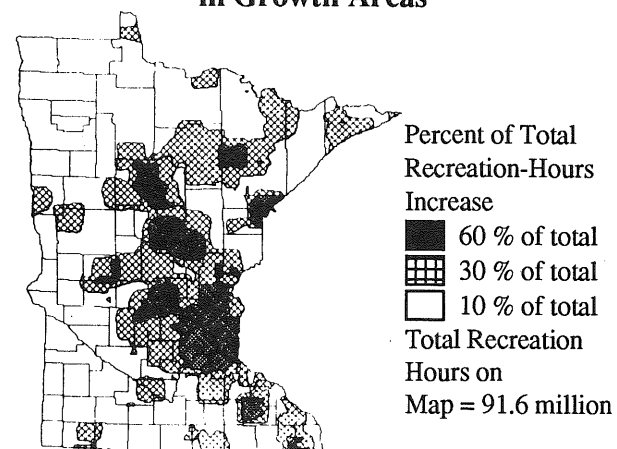 in Growth Areas
Percent of Total
Recreation-Hours
Increase
60 % of total
30 % of total
10 % of total
Total Recreation
Hours on
Map = 91.6 million